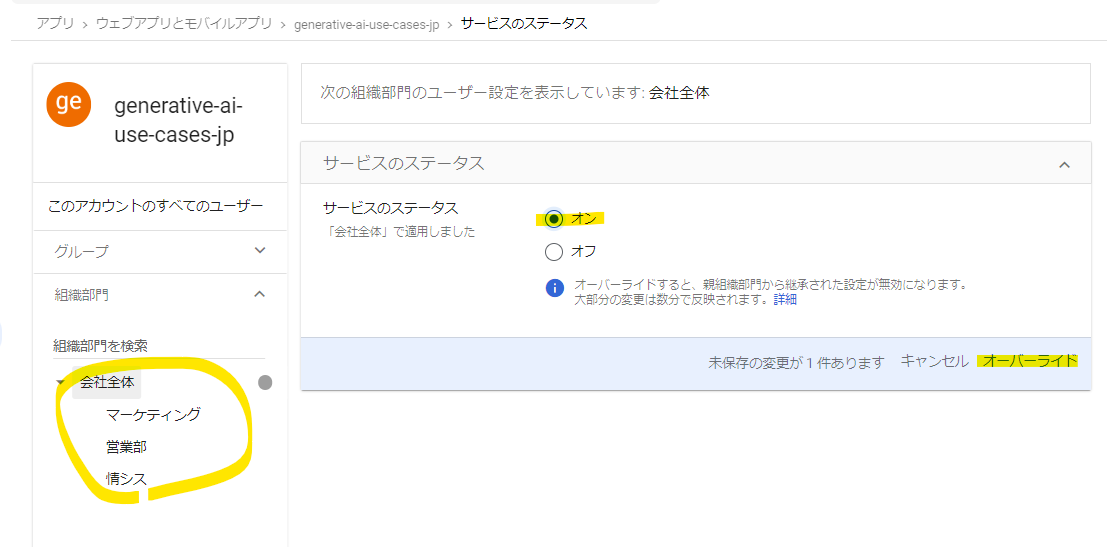 アプリ > ウェブアプリとモバイルアプリ > generative-ai-use-cases-jp > サービスのステータス
ge
generative-ai-
use-cases-jp
このアカウントのすべてのユーザー
グループ
組織部門
組織部門を検索
会社全体
マーケティング
営業部
情シス
次の組織部門のユーザー設定を表示しています: 会社全体
サービスのステータス
サービスのステータス
「会社全体」で適用しました
オン
オフ
オーバーライドすると、親組織部門から継承された設定が無効になります。
大部分の変更は数分で反映されます。詳細
未保存の変更が 1 件あります キャンセル オーバーライド